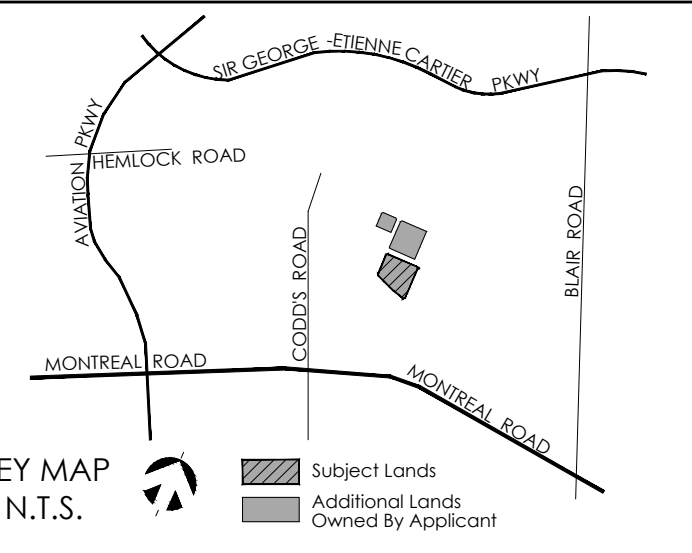 SIR GEORGE -ETIENNE CARTIER PKWY
AVIATION PKWY
HEMLOCK ROAD
CODD'S ROAD
BLAIR ROAD
MONTREAL ROAD
MONTREAL ROAD
EY MAP
N.T.S.
Subject Lands
Additional Lands
Owned By Applicant